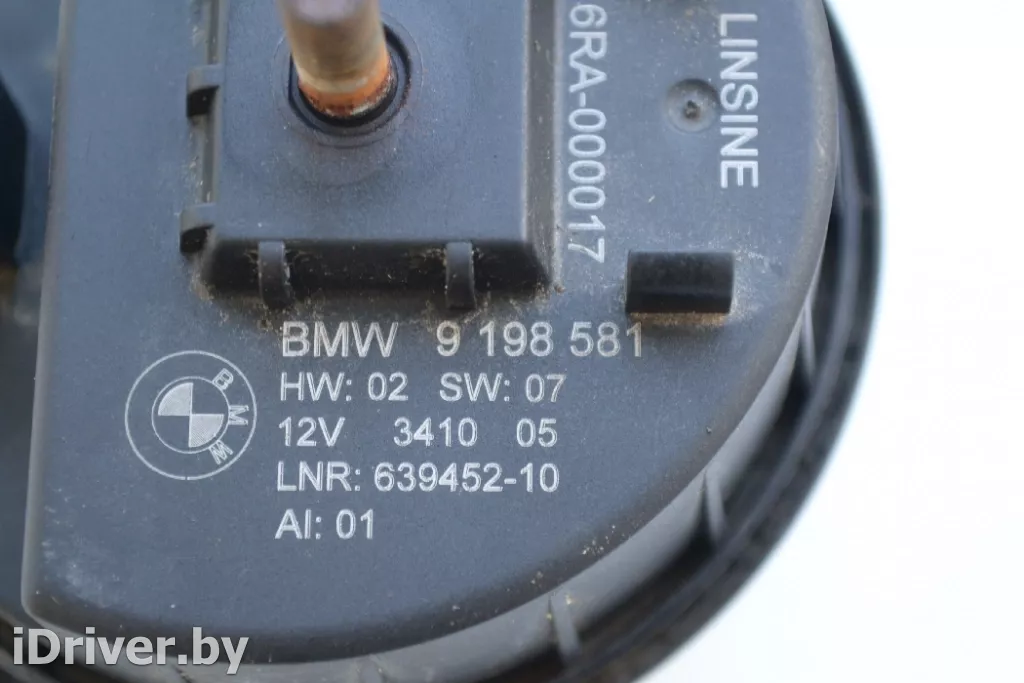 LINSINE
6RA-000017
BMW 9 198 581
HW: 02 SW: 07
12V 3410 05
LNR: 639452-10
AI: 01
BMW
iDriver.by